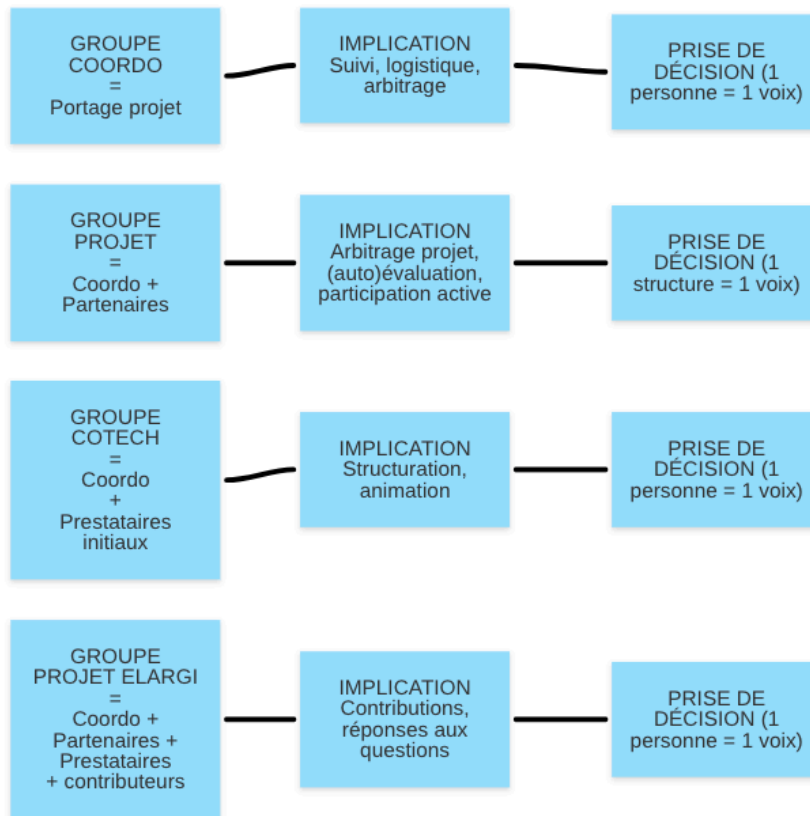 GROUPE
COORDO
=
Portage projet
IMPLICATION
Suivi, logistique,
arbitrage
PRISE DE
DÉCISION (1
personne = 1 voix)
GROUPE
PROJET
=
Coordo +
Partenaires
IMPLICATION
Arbitrage projet,
(auto)évaluation,
participation active
PRISE DE
DÉCISION (1
structure = 1 voix)
GROUPE
COTECH
=
Coordo
+
Prestataires
initiaux
IMPLICATION
Structuration,
animation
PRISE DE
DÉCISION (1
personne = 1 voix)
GROUPE
PROJET ELARGI
=
Coordo +
Partenaires +
Prestataires
+ contributeurs
IMPLICATION
Contributions,
réponses aux
questions
PRISE DE
DÉCISION (1
personne = 1 voix)